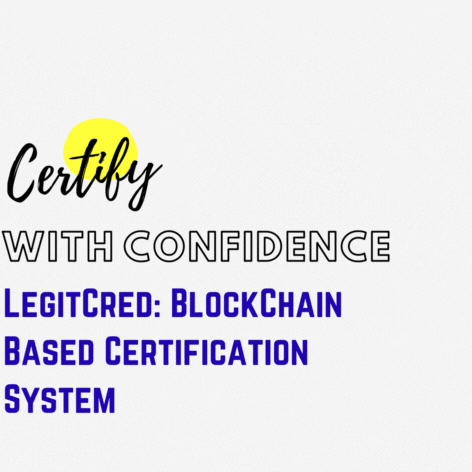 Certify
WITH CONFIDENCE
LEGITCRED: BLOCKCHAIN
BASED CERTIFICATION
SYSTEM